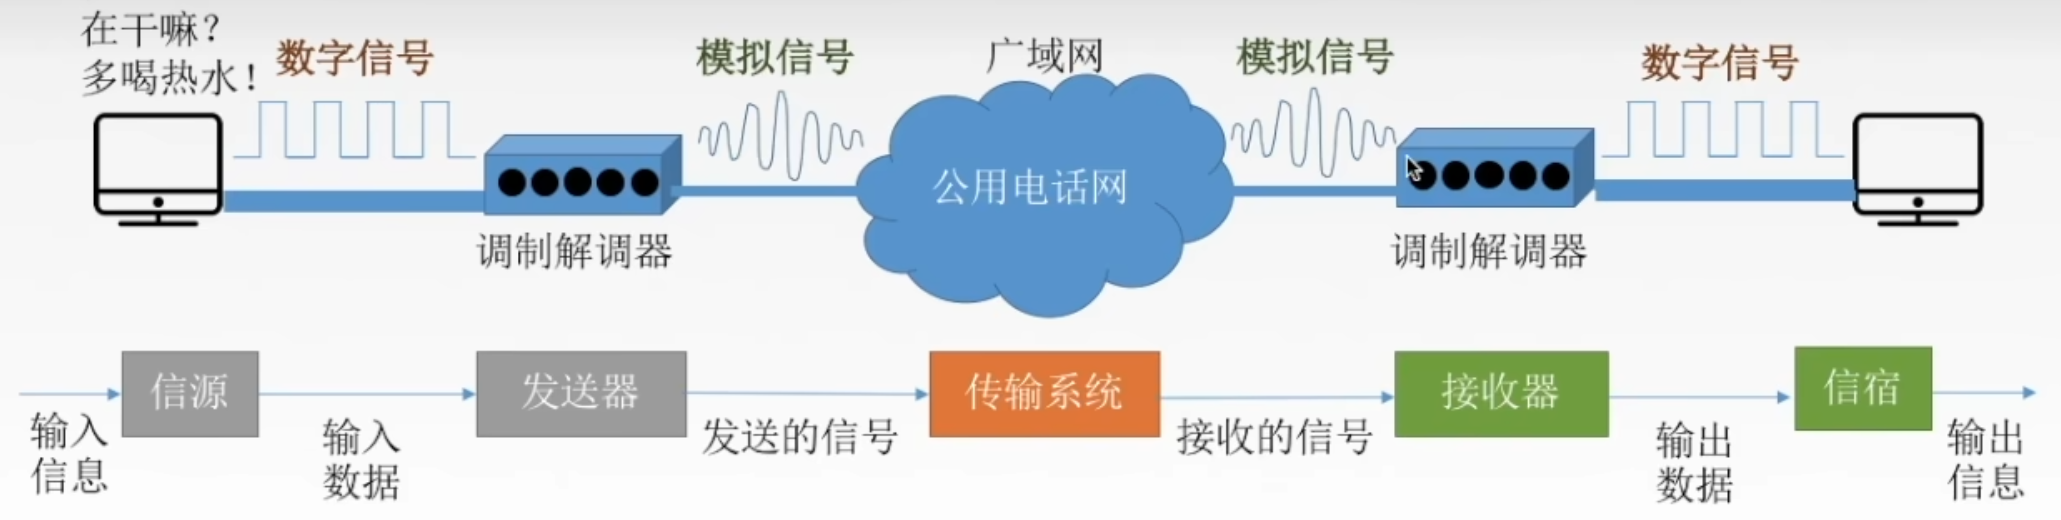 在干嘛？
多喝热水！
数字信号
模拟信号
广域网
模拟信号
数字信号
公用电话网
调制解调器
调制解调器
信源
发送器
传输系统
接收器
信宿
输入
信息
输入
数据
发送的信号
接收的信号
输出
数据
输出
信息